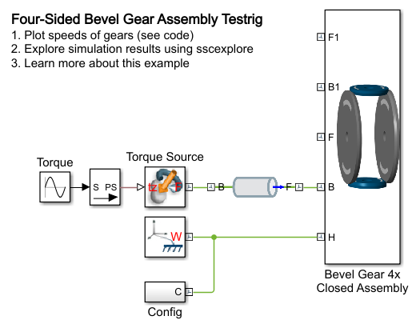 Four-Sided Bevel Gear Assembly Testrig
1. Plot speeds of gears (see code)
2. Explore simulation results using sscexplore
3. Learn more about this example
F1
B1
F
Torque
Torque Source
S PS
B
F
B
W
H
C
Config
Bevel Gear 4x
Closed Assembly